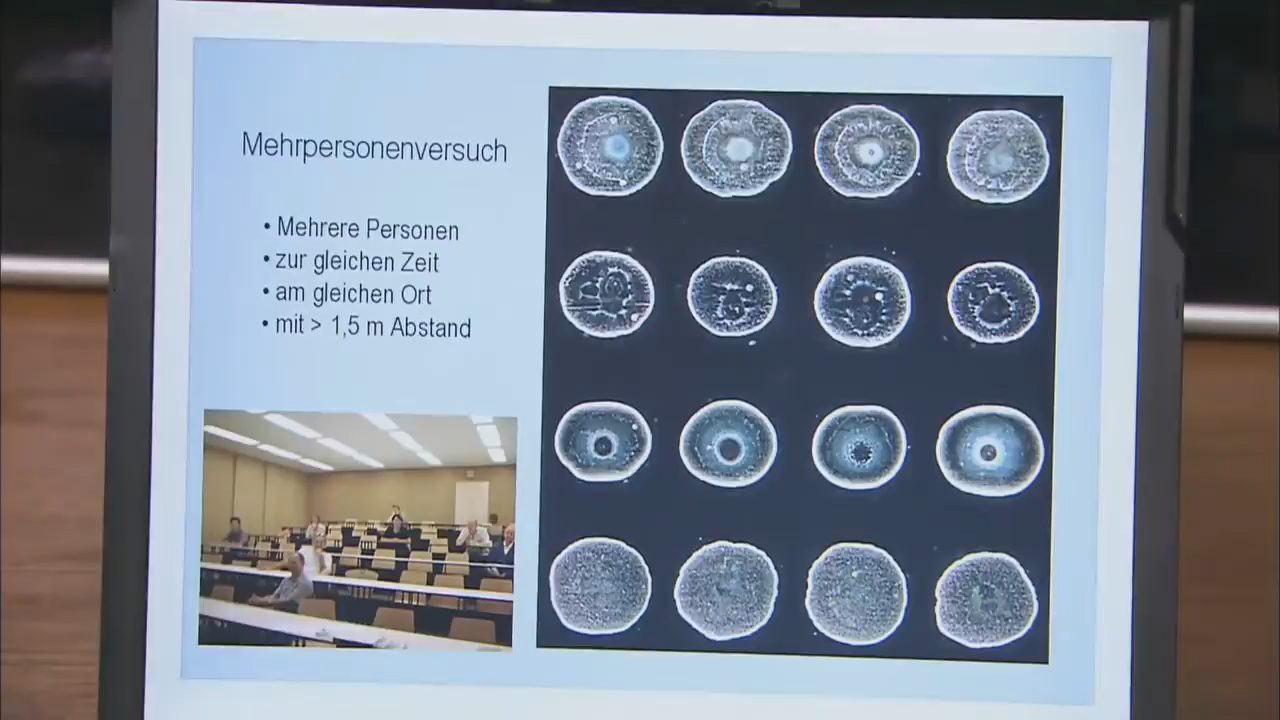 Mehrpersonenversuch
• Mehrere Personen
• zur gleichen Zeit
• am gleichen Ort
• mit > 1,5 m Abstand